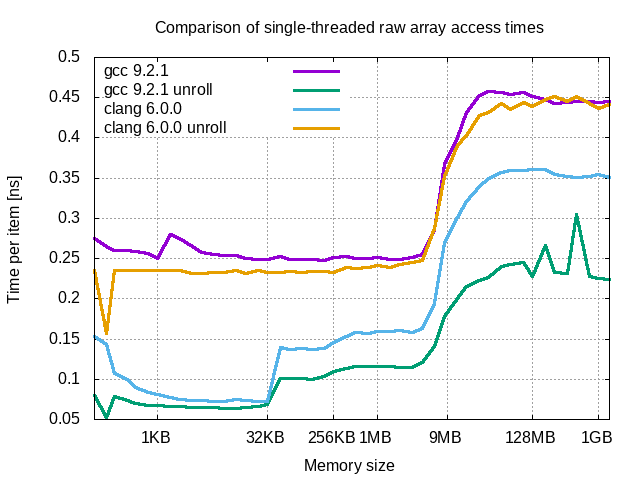 Comparison of single-threaded raw array access times
gcc 9.2.1
gcc 9.2.1 unroll
clang 6.0.0
clang 6.0.0 unroll
0.5
0.45
0.4
0.35
0.3
0.25
0.2
0.15
0.1
0.05
Time per item [ns]
1KB 32KB 256KB 1MB 9MB 128MB 1GB
Memory size